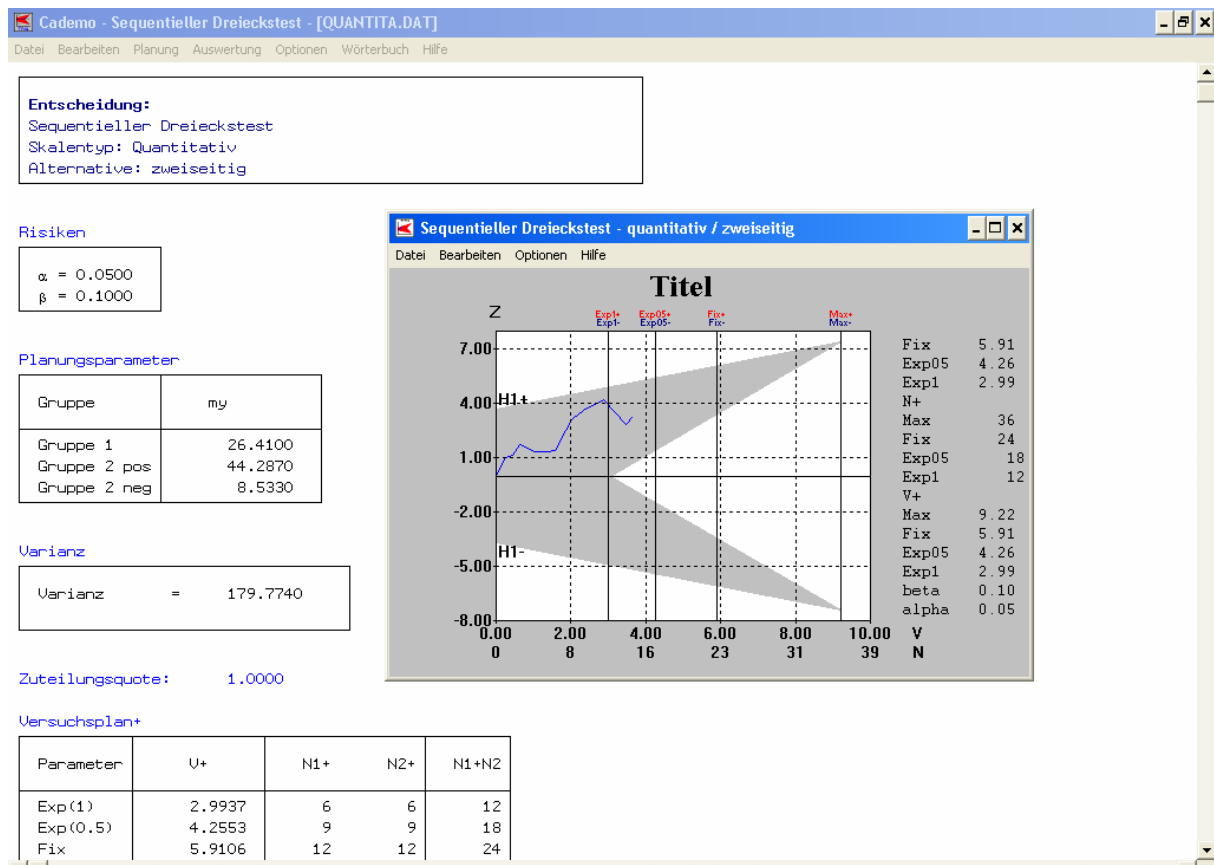 Cademo - Sequentieller Dreieckstest - [QUANTITA.DAT]
Datei Bearbeiten Planung Auswertung Optionen Wörterbuch Hilfe
Entscheidung:
Sequentieller Dreieckstest
Skalentyp: Quantitativ
Alternative: zweiseitig
Risiken
α = 0.0500
β = 0.1000
Planungsparameter
Gruppe my
Gruppe 1 26.4100
Gruppe 2 pos 44.2870
Gruppe 2 neg 8.5330
Varianz
Varianz = 179.7740
Zuteilungsquote: 1.0000
Versuchsplan+
Parameter V+ N1+ N2+ N1+N2
Exp(1) 2.9937 6 6 12
Exp(0.5) 4.2553 9 9 18
Fix 5.9106 12 12 24
Sequentieller Dreieckstest - quantitativ / zweiseitig
Datei Bearbeiten Optionen Hilfe
Titel
Z
Exp1+ Exp05+ Fix+ Max+
Exp1- Exp05- Fix- Max-
7.00
4.00 H1+
1.00
-2.00
H1-
-5.00
-8.00
0.00 2.00 4.00 6.00 8.00 10.00 V
0 8 16 23 31 39 N
Fix 5.91
Exp05 4.26
Exp1 2.99
N+
Max 36
Fix 24
Exp05 18
Exp1 12
V+
Max 9.22
Fix 5.91
Exp05 4.26
Exp1 2.99
beta 0.10
alpha 0.05